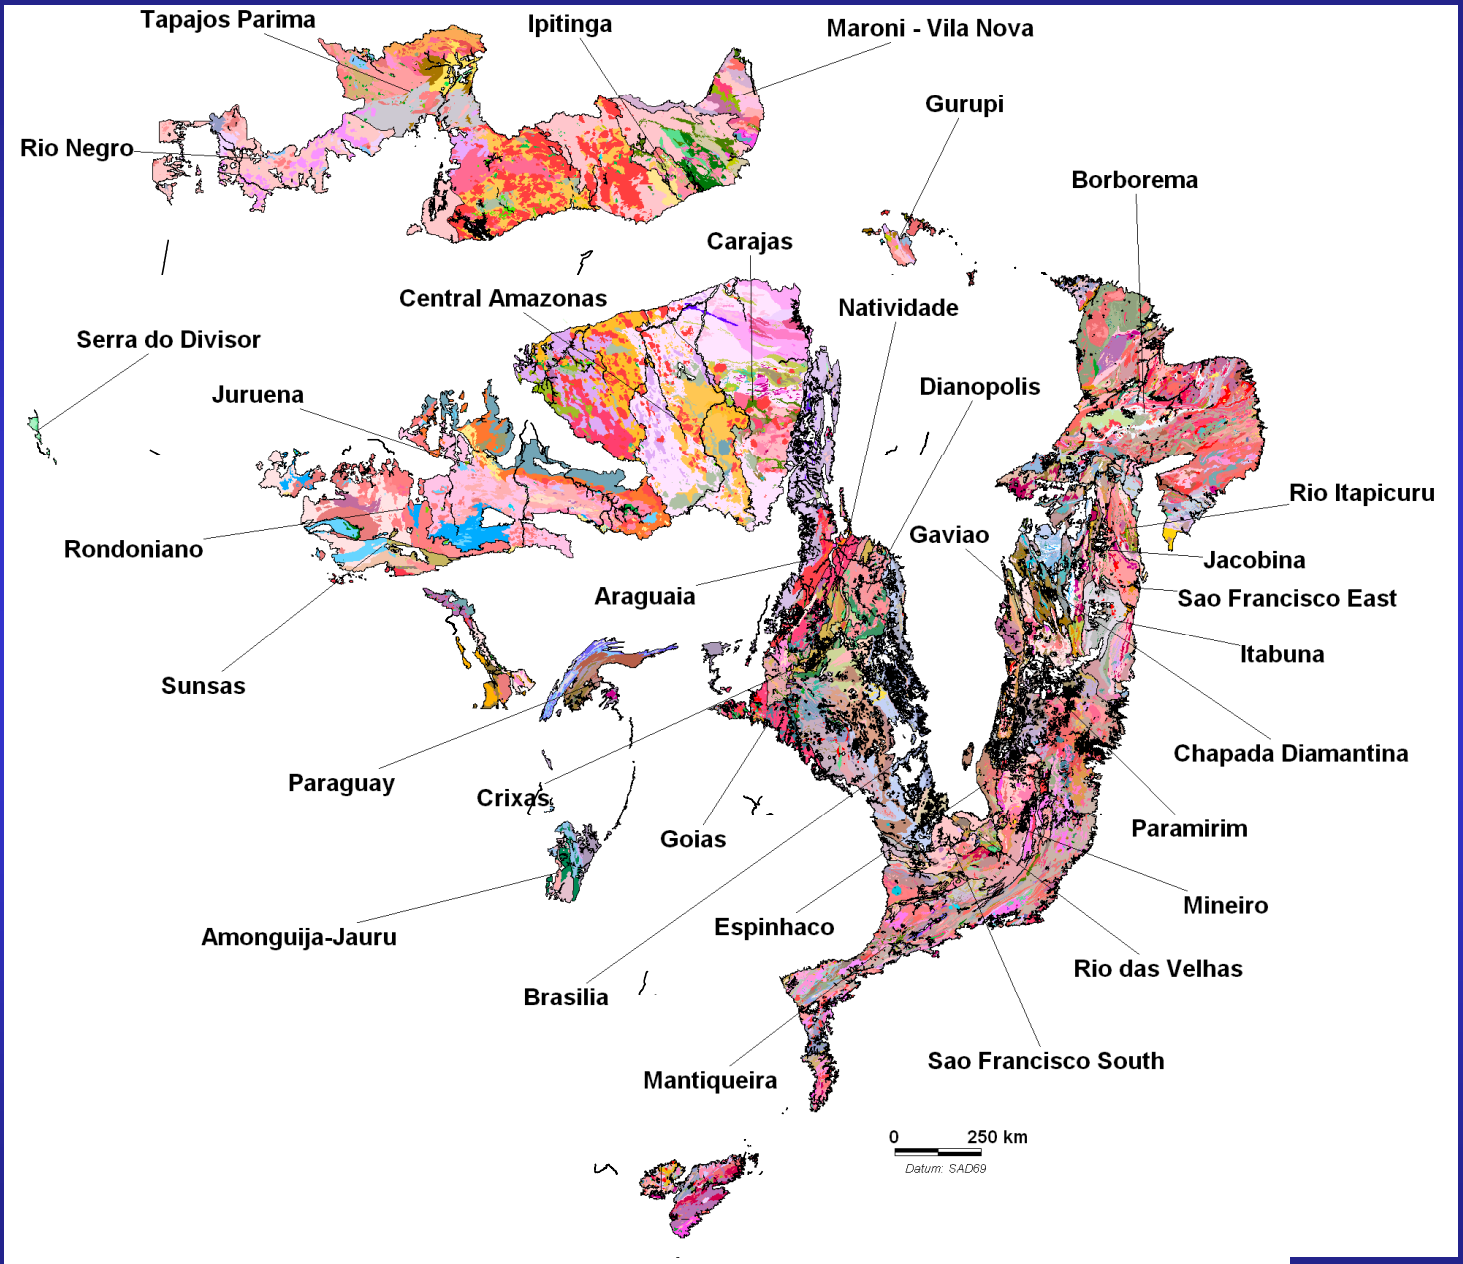 Tapajos Parima
Ipitinga
Maroni - Vila Nova
Gurupi
Rio Negro
Borborema
Carajas
Central Amazonas
Natividade
Serra do Divisor
Juruena
Dianopolis
Rio Itapicuru
Gaviao
Rondoniano
Jacobina
Araguaia
Sao Francisco East
Itabuna
Sunsas
Chapada Diamantina
Paraguay
Crixas
Paramirim
Goias
Mineiro
Espinhaco
Amonguija-Jauru
Rio das Velhas
Brasilia
Sao Francisco South
Mantiqueira
0 250 km
Datum: SAD69